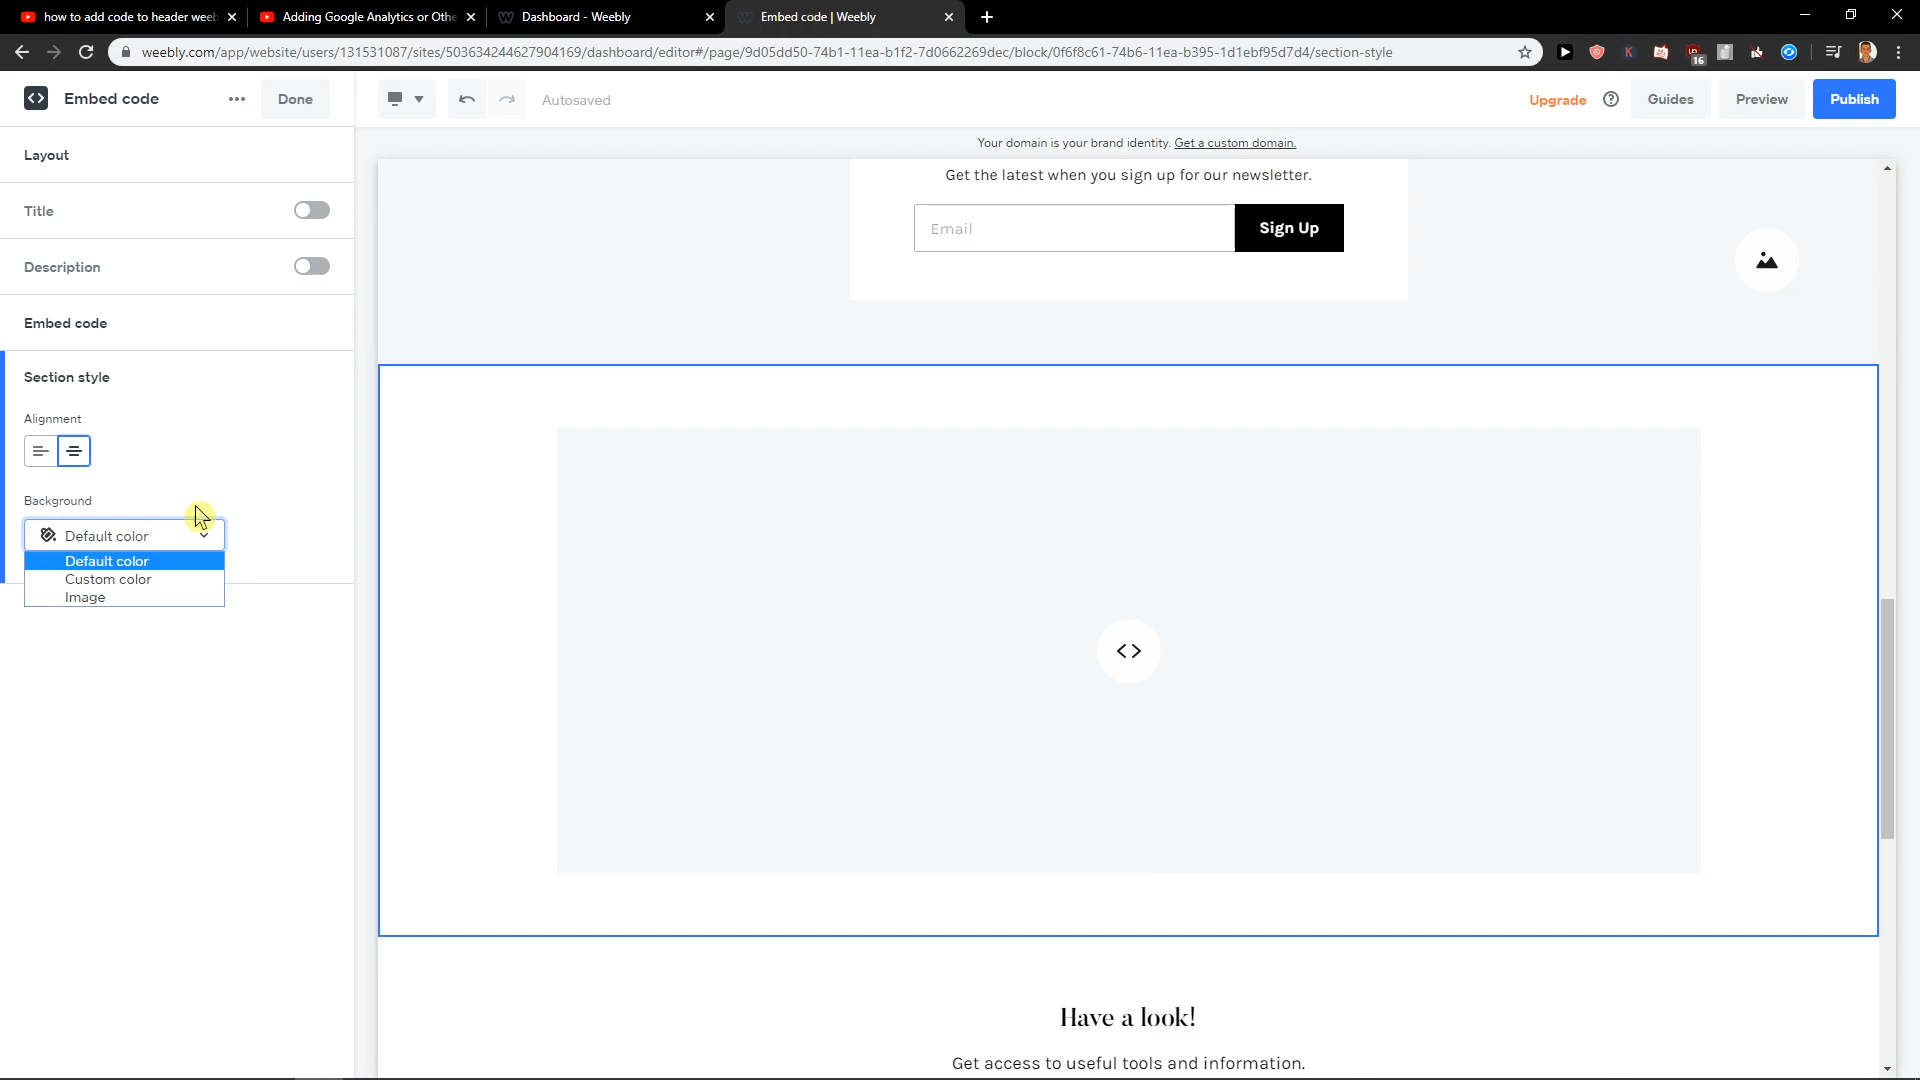 how to add code to header weeb
Adding Google Analytics or Othe
Dashboard - Weebly
Embed code | Weebly
weebly.com/app/website/users/131531087/sites/503634244627904169/dashboard/editor#/page/9d05dd50-74b1-11ea-b1f2-7d0662269dec/block/0f6f8c61-74b6-11ea-b395-1d1ebf95d7d4/section-style
K
16
Embed code
Done
Autosaved
Upgrade
Guides
Preview
Publish
Your domain is your brand identity. Get a custom domain.
Layout
Title
Description
Embed code
Section style
Alignment
Background
Default color
Default color
Custom color
Image
Get the latest when you sign up for our newsletter.
Email
Sign Up
Have a look!
Get access to useful tools and information.